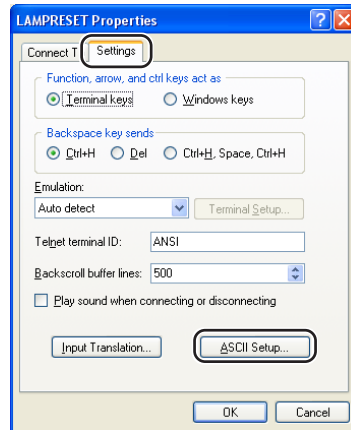 LAMPRESET Properties
Connect T Settings
Function, arrow, and ctrl keys act as
Terminal keys Windows keys
Backspace key sends
Ctrl+H Del Ctrl+H, Space, Ctrl+H
Emulation:
Auto detect Terminal Setup...
Telnet terminal ID: ANSI
Backscroll buffer lines: 500
Play sound when connecting or disconnecting
Input Translation... ASCII Setup...
OK Cancel